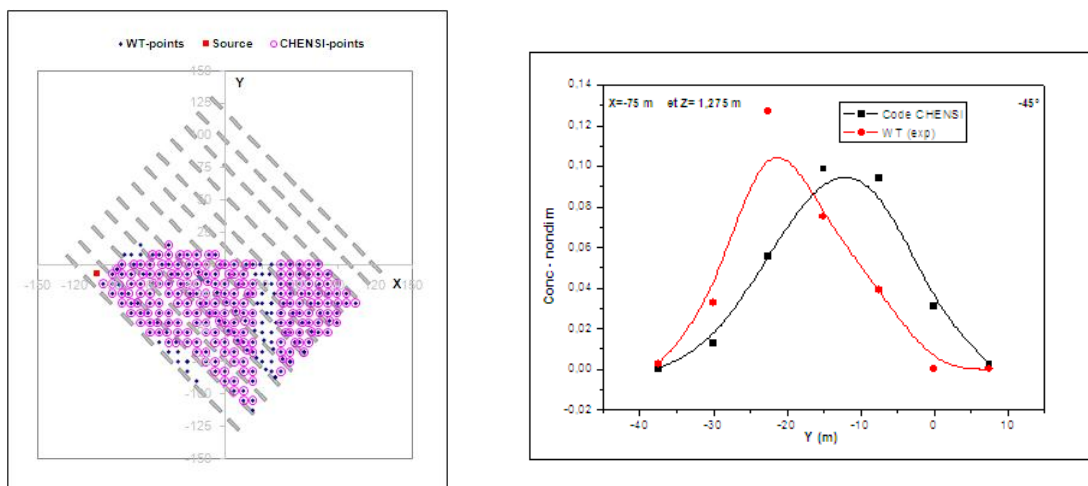 WT-points Source CHENSI-points
Y
150
125
100
75
50
25
-150
-120
X
120
150
-100
-125
-150
0,14
0,12
0,10
0,08
0,06
0,04
0,02
0,00
-0,02
Conc - nondim
X=-75 m et Z= 1,275 m
-45°
Code CHENSI
WT (exp)
-40 -30 -20 -10 0 10
Y (m)